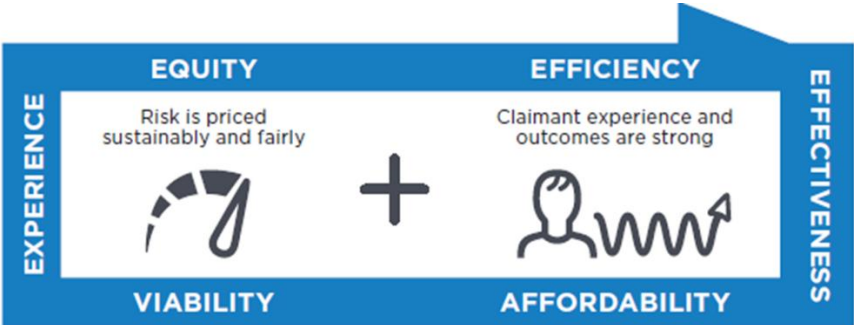 EQUITY
EFFICIENCY
EXPERIENCE
Risk is priced
sustainably and fairly
+
Claimant experience and
outcomes are strong
EFFECTIVENESS
VIABILITY
AFFORDABILITY